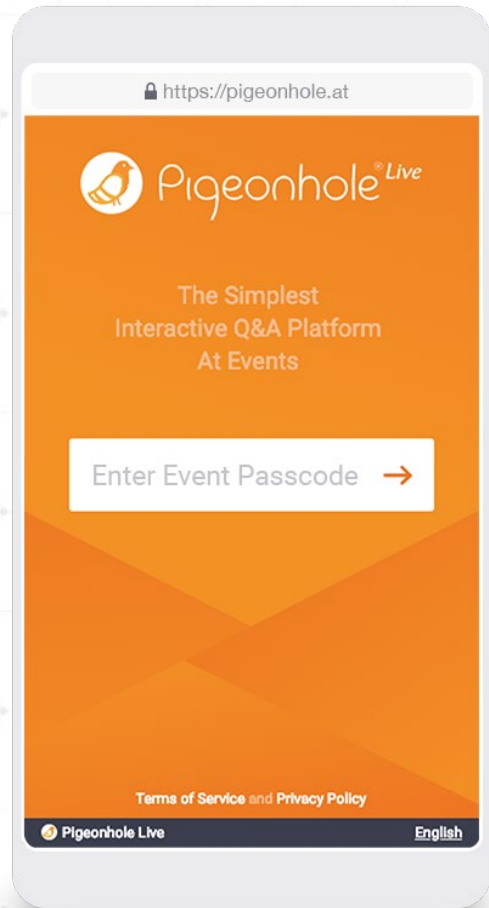 https://pigeonhole.at
Pigeonhole® Live
The Simplest
Interactive Q&A Platform
At Events
Enter Event Passcode →
Terms of Service and Privacy Policy
Pigeonhole Live English